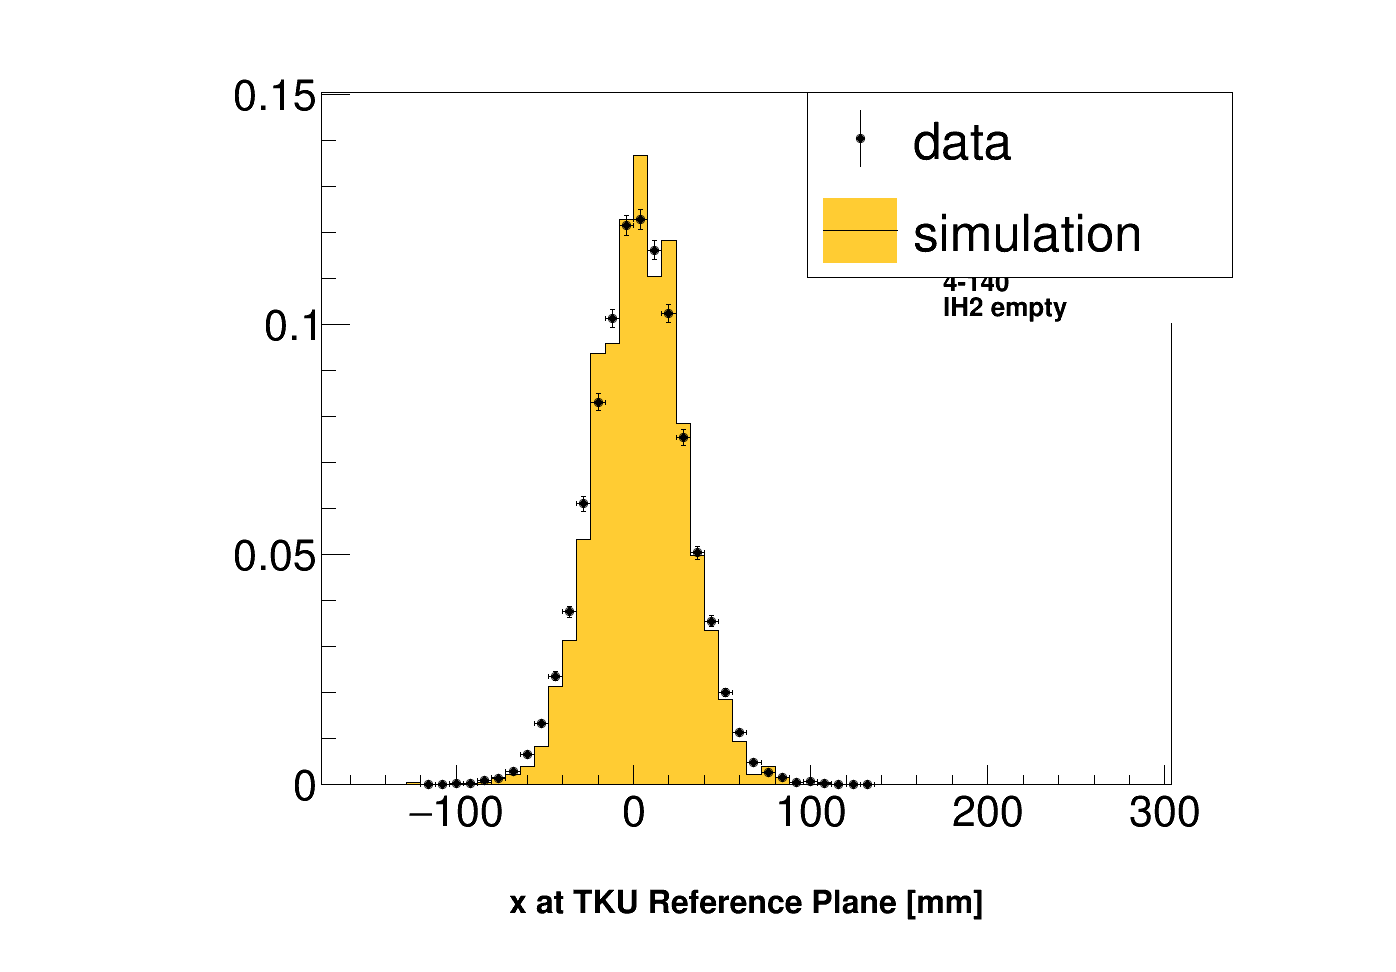 0.15
data
simulation
4-140
lH2 empty
0.1
0.05
0
−100 0 100 200 300
x at TKU Reference Plane [mm]